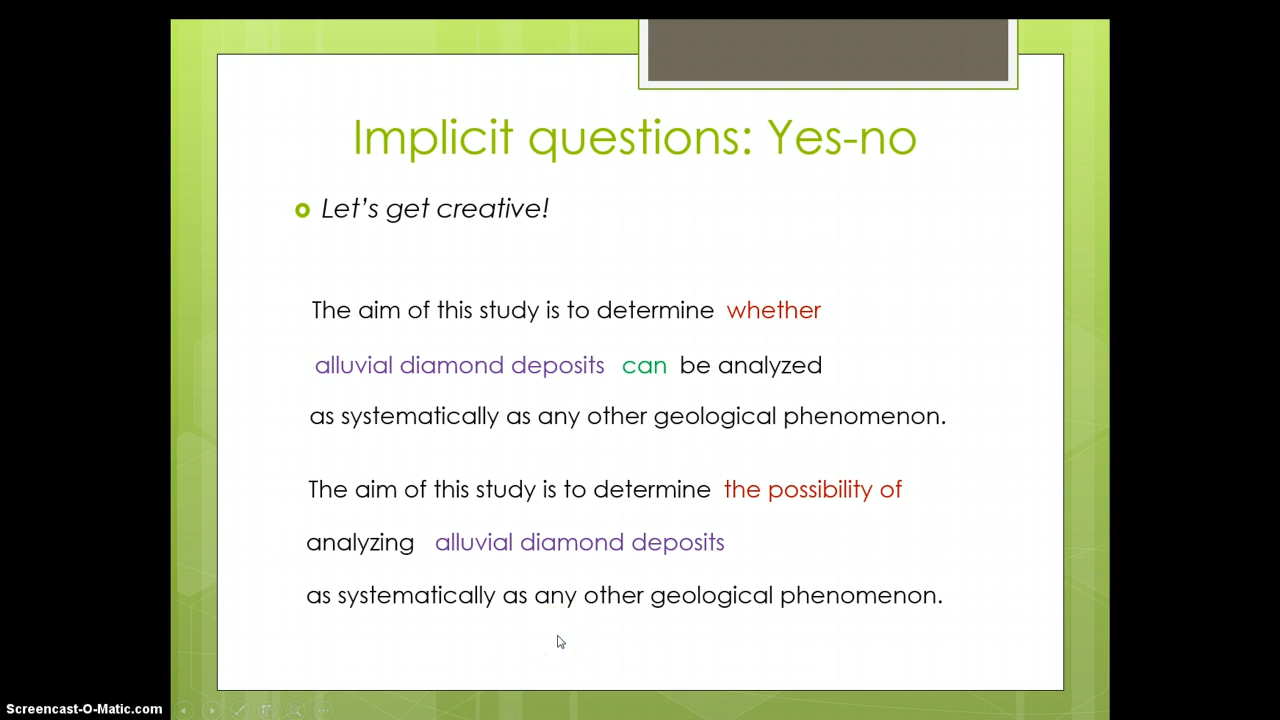 Implicit questions: Yes-no
Let's get creative!
The aim of this study is to determine whether
alluvial diamond deposits can be analyzed
as systematically as any other geological phenomenon.
The aim of this study is to determine the possibility of
analyzing alluvial diamond deposits
as systematically as any other geological phenomenon.
Screencast-O-Matic.com